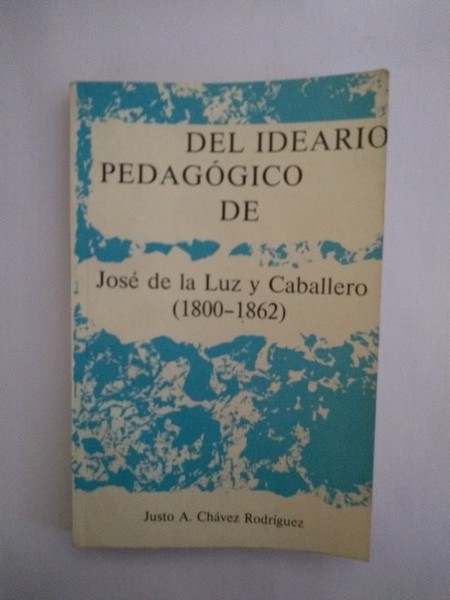 DEL IDEARIO
PEDAGÓGICO
DE
José de la Luz y Caballero
(1800-1862)
Justo A. Chávez Rodríguez